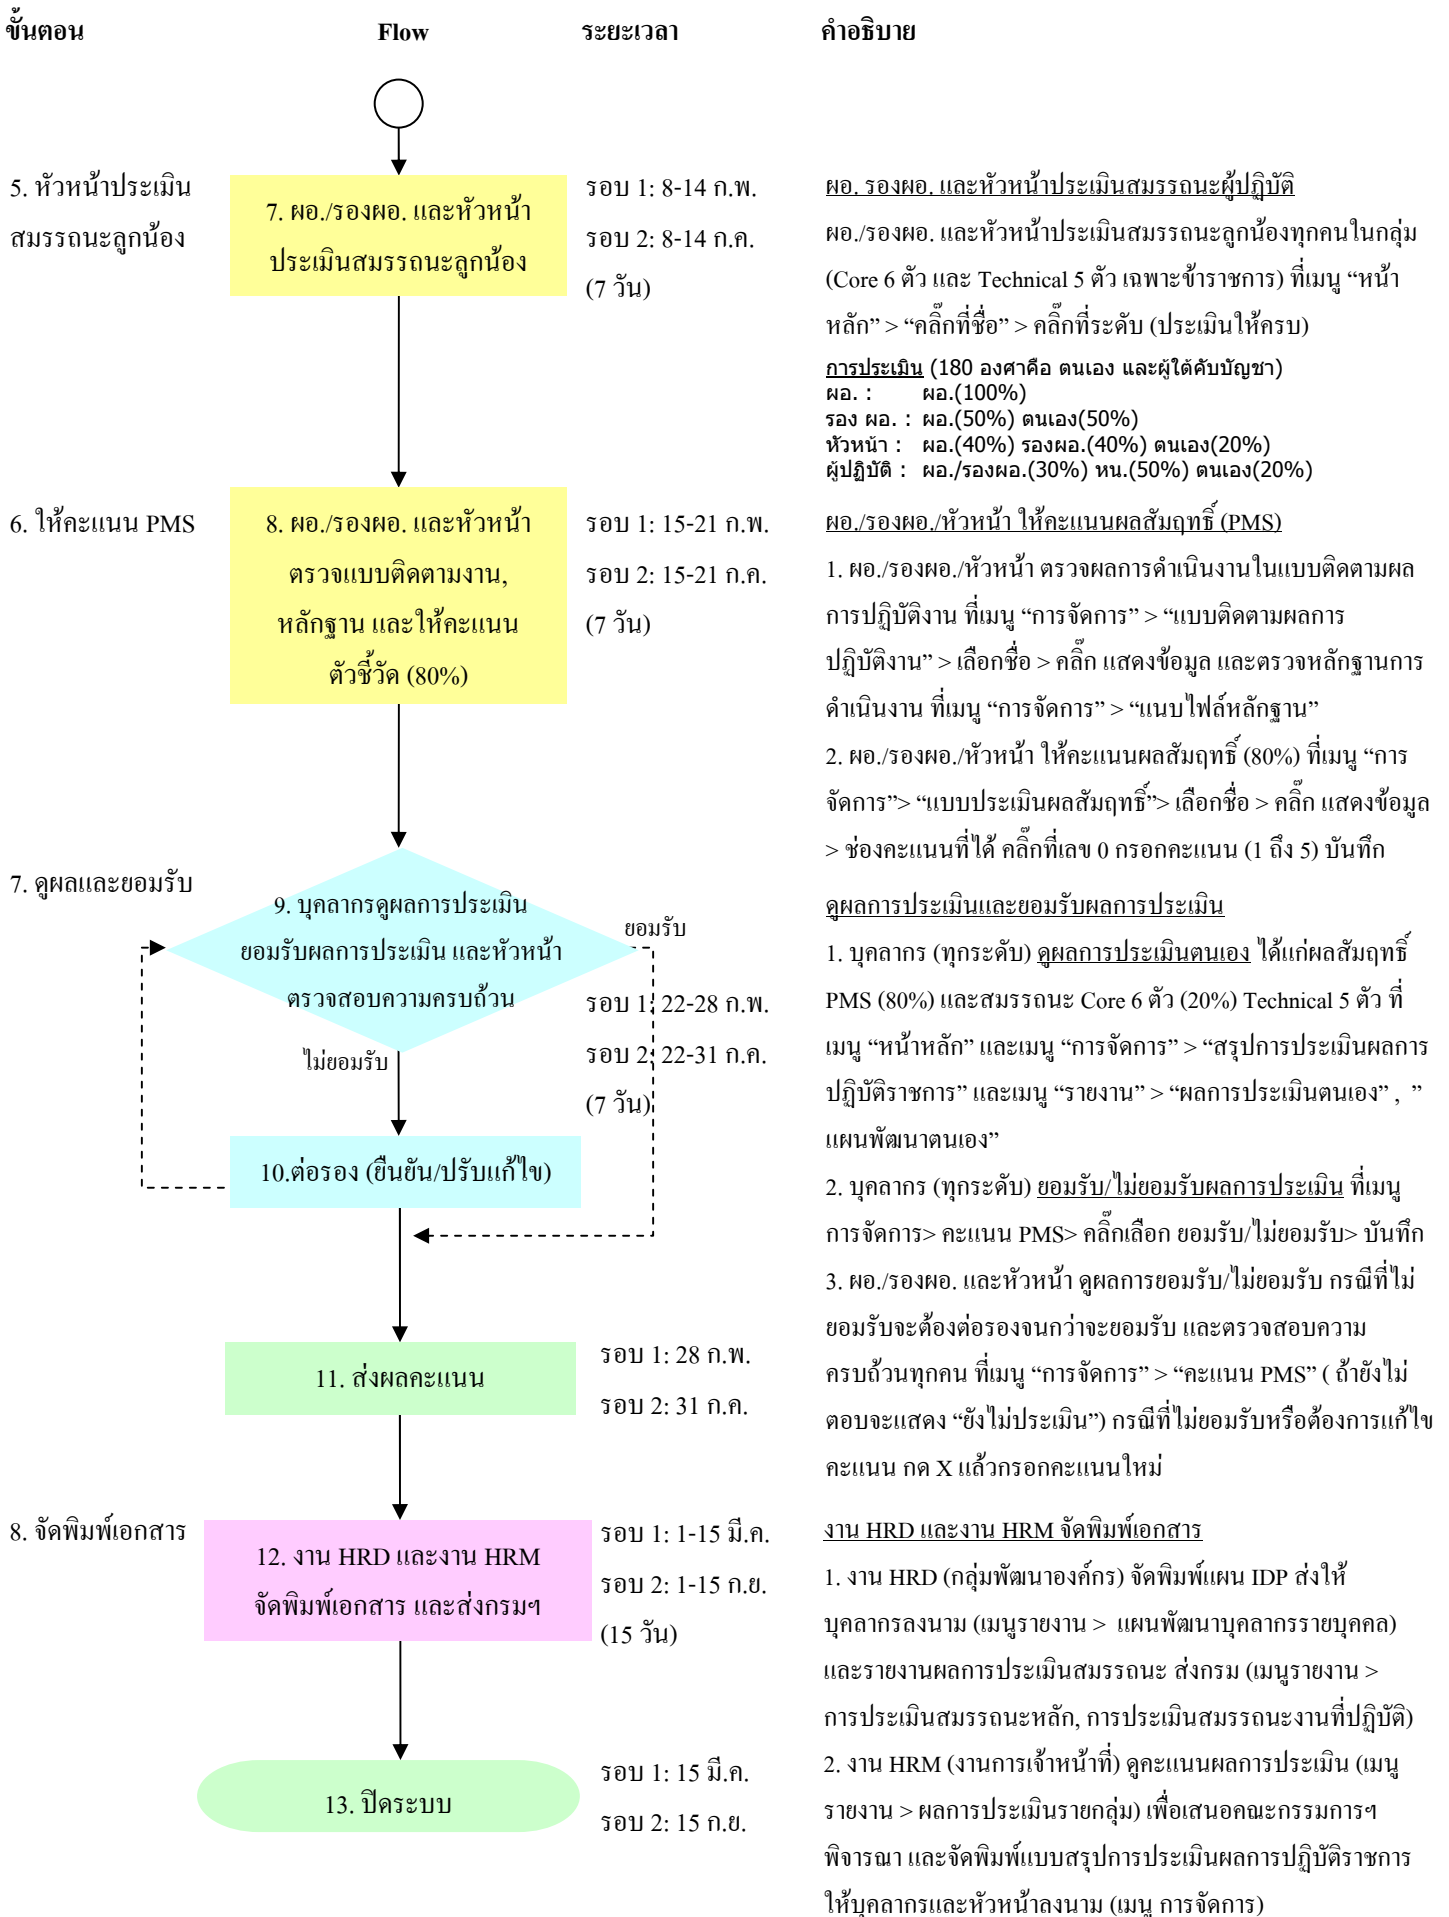 ขั้นตอน Flow ระยะเวลา คำอธิบาย
5. หัวหน้าประเมิน
สมรรถนะลูกน้อง
7. ผอ./รองผอ. และหัวหน้า
ประเมินสมรรถนะลูกน้อง
รอบ 1: 8-14 ก.พ.
รอบ 2: 8-14 ก.ค.
(7 วัน)
ผอ. รองผอ. และหัวหน้าประเมินสมรรถนะผู้ปฏิบัติ
ผอ./รองผอ. และหัวหน้าประเมินสมรรถนะลูกน้องทุกคนในกลุ่ม
(Core 6 ตัว และ Technical 5 ตัว เฉพาะข้าราชการ) ที่เมนู “หน้า
หลัก” > “คลิ๊กที่ชื่อ” > คลิ๊กที่ระดับ (ประเมินให้ครบ)
การประเมิน (180 องศาคือ ตนเอง และผู้ใต้คับบัญชา)
ผอ. : ผอ.(100%)
รอง ผอ. : ผอ.(50%) ตนเอง(50%)
หัวหน้า : ผอ.(40%) รองผอ.(40%) ตนเอง(20%)
ผู้ปฏิบัติ : ผอ./รองผอ.(30%) หน.(50%) ตนเอง(20%)
6. ให้คะแนน PMS
8. ผอ./รองผอ. และหัวหน้า
ตรวจแบบติดตามงาน,
หลักฐาน และให้คะแนน
ตัวชี้วัด (80%)
รอบ 1: 15-21 ก.พ.
รอบ 2: 15-21 ก.ค.
(7 วัน)
ผอ./รองผอ./หัวหน้า ให้คะแนนผลสัมฤทธิ์ (PMS)
1. ผอ./รองผอ./หัวหน้า ตรวจผลการดำเนินงานในแบบติดตามผล
การปฏิบัติงาน ที่เมนู “การจัดการ” > “แบบติดตามผลการ
ปฏิบัติงาน” > เลือกชื่อ > คลิ๊ก แสดงข้อมูล และตรวจหลักฐานการ
ดำเนินงาน ที่เมนู “การจัดการ” > “แนบไฟล์หลักฐาน”
2. ผอ./รองผอ./หัวหน้า ให้คะแนนผลสัมฤทธิ์ (80%) ที่เมนู “การ
จัดการ”> “แบบประเมินผลสัมฤทธิ์”> เลือกชื่อ > คลิ๊ก แสดงข้อมูล
> ช่องคะแนนที่ได้ คลิ๊กที่เลข 0 กรอกคะแนน (1 ถึง 5) บันทึก
7. ดูผลและยอมรับ
9. บุคลากรดูผลการประเมิน
ยอมรับผลการประเมิน และหัวหน้า
ตรวจสอบความครบถ้วน
ยอมรับ
ไม่ยอมรับ
รอบ 1: 22-28 ก.พ.
รอบ 2: 22-31 ก.ค.
(7 วัน)
10.ต่อรอง (ยืนยัน/ปรับแก้ไข)
ดูผลการประเมินและยอมรับผลการประเมิน
1. บุคลากร (ทุกระดับ) ดูผลการประเมินตนเอง ได้แก่ผลสัมฤทธิ์
PMS (80%) และสมรรถนะ Core 6 ตัว (20%) Technical 5 ตัว ที่
เมนู “หน้าหลัก” และเมนู “การจัดการ” > “สรุปการประเมินผลการ
ปฏิบัติราชการ” และเมนู “รายงาน” > “ผลการประเมินตนเอง” , ”
แผนพัฒนาตนเอง”
2. บุคลากร (ทุกระดับ) ยอมรับ/ไม่ยอมรับผลการประเมิน ที่เมนู
การจัดการ> คะแนน PMS> คลิ๊กเลือก ยอมรับ/ไม่ยอมรับ> บันทึก
3. ผอ./รองผอ. และหัวหน้า ดูผลการยอมรับ/ไม่ยอมรับ กรณีที่ไม่
ยอมรับจะต้องต่อรองจนกว่าจะยอมรับ และตรวจสอบความ
ครบถ้วนทุกคน ที่เมนู “การจัดการ” > “คะแนน PMS” ( ถ้ายังไม่
ตอบจะแสดง “ยังไม่ประเมิน”) กรณีที่ไม่ยอมรับหรือต้องการแก้ไข
คะแนน กด X แล้วกรอกคะแนนใหม่
11. ส่งผลคะแนน
รอบ 1: 28 ก.พ.
รอบ 2: 31 ก.ค.
8. จัดพิมพ์เอกสาร
12. งาน HRD และงาน HRM
จัดพิมพ์เอกสาร และส่งกรมฯ
รอบ 1: 1-15 มี.ค.
รอบ 2: 1-15 ก.ย.
(15 วัน)
งาน HRD และงาน HRM จัดพิมพ์เอกสาร
1. งาน HRD (กลุ่มพัฒนาองค์กร) จัดพิมพ์แผน IDP ส่งให้
บุคลากรลงนาม (เมนูรายงาน > แผนพัฒนาบุคลากรรายบุคคล)
และรายงานผลการประเมินสมรรถนะ ส่งกรม (เมนูรายงาน >
การประเมินสมรรถนะหลัก, การประเมินสมรรถนะงานที่ปฏิบัติ)
2. งาน HRM (งานการเจ้าหน้าที่) ดูคะแนนผลการประเมิน (เมนู
รายงาน > ผลการประเมินรายกลุ่ม) เพื่อเสนอคณะกรรมการฯ
พิจารณา และจัดพิมพ์แบบสรุปการประเมินผลการปฏิบัติราชการ
ให้บุคลากรและหัวหน้าลงนาม (เมนู การจัดการ)
13. ปิดระบบ
รอบ 1: 15 มี.ค.
รอบ 2: 15 ก.ย.